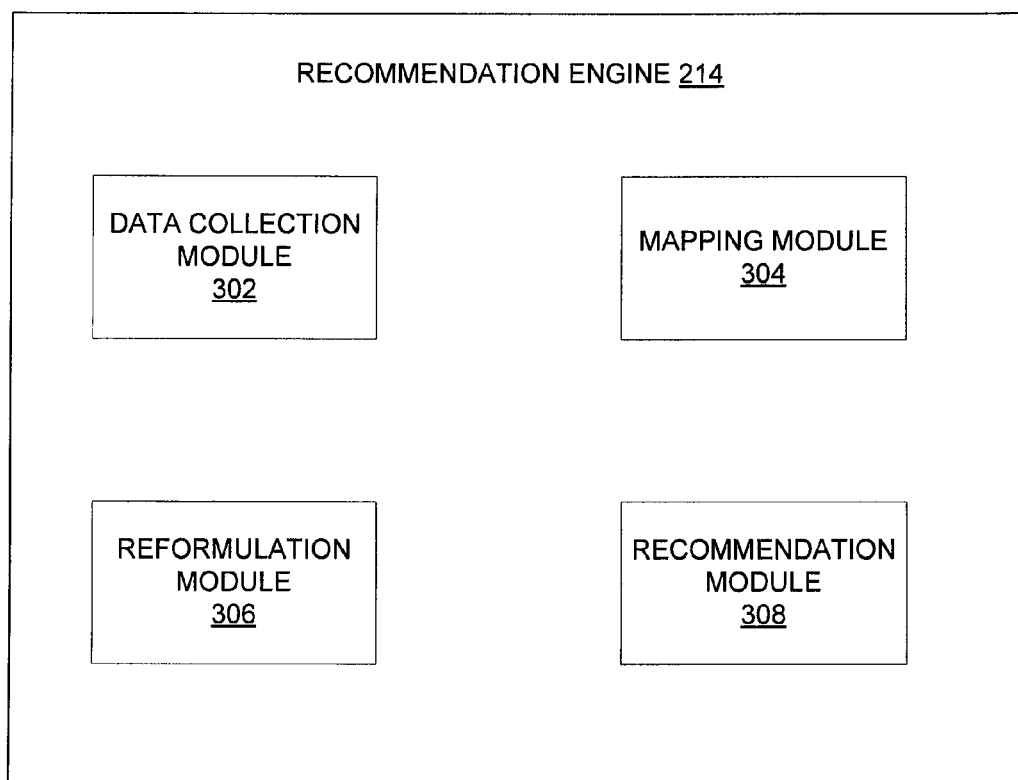 RECOMMENDATION ENGINE 214
DATA COLLECTION
MODULE
302
MAPPING MODULE
304
REFORMULATION
MODULE
306
RECOMMENDATION
MODULE
308